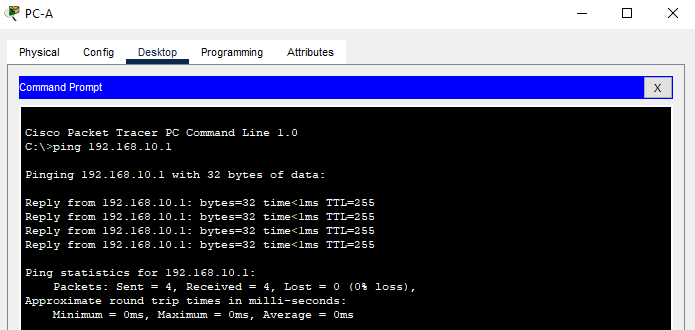 PC-A
Physical Config Desktop Programming Attributes
Command Prompt X
Cisco Packet Tracer PC Command Line 1.0
C:\>ping 192.168.10.1
Pinging 192.168.10.1 with 32 bytes of data:
Reply from 192.168.10.1: bytes=32 time<1ms TTL=255
Reply from 192.168.10.1: bytes=32 time<1ms TTL=255
Reply from 192.168.10.1: bytes=32 time<1ms TTL=255
Reply from 192.168.10.1: bytes=32 time<1ms TTL=255
Ping statistics for 192.168.10.1:
Packets: Sent = 4, Received = 4, Lost = 0 (0% loss),
Approximate round trip times in milli-seconds:
Minimum = 0ms, Maximum = 0ms, Average = 0ms